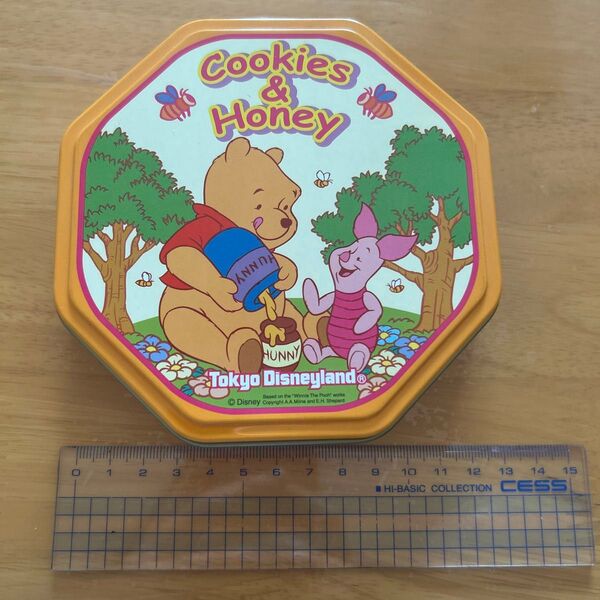 Cookies
&
Honey
HUNNY
HUNNY
Tokyo Disneyland®
Based on the "Winnie The Pooh" works
© Disney Copyright A.A.Milne and E.H. Shepard
0 1 2 3 4 5 6 7 8 9 10 11 12 13 14 15
■ HI-BASIC COLLECTION CESS